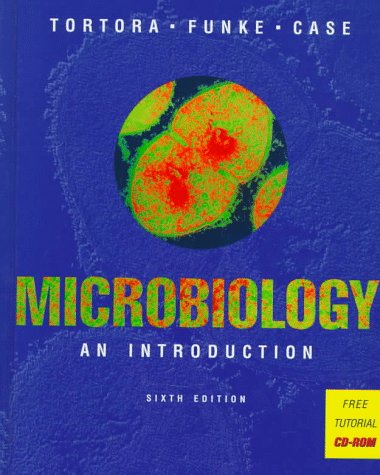 TORTORA • FUNKE • CASE
MICROBIOLOGY
AN INTRODUCTION
SIXTH EDITION
FREE
TUTORIAL
CD-ROM